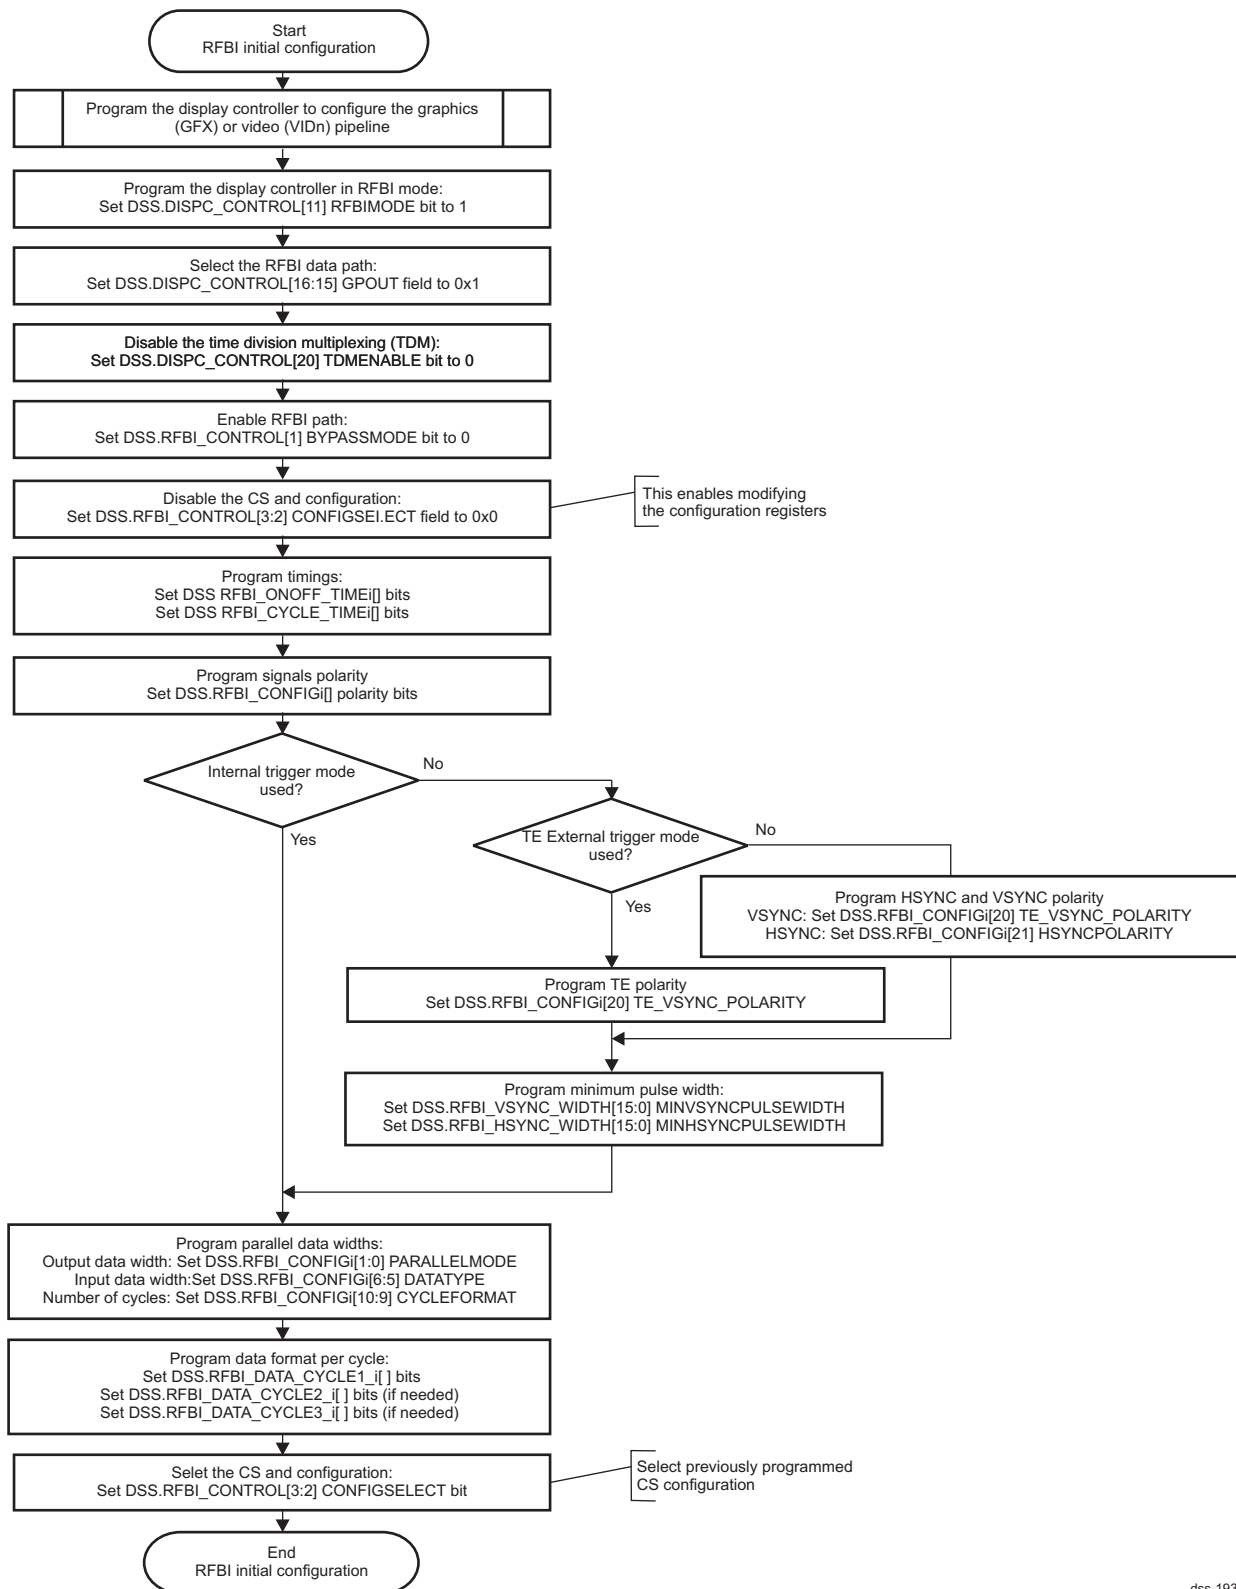 Start
RFBI initial configuration
Program the display controller to configure the graphics
(GFX) or video (VIDn) pipeline
Program the display controller in RFBI mode:
Set DSS.DISPC_CONTROL[11] RFBIMODE bit to 1
Select the RFBI data path:
Set DSS.DISPC_CONTROL[16:15] GPOUT field to 0x1
Disable the time division multiplexing (TDM):
Set DSS.DISPC_CONTROL[20] TDMENABLE bit to 0
Enable RFBI path:
Set DSS.RFBI_CONTROL[1] BYPASSMODE bit to 0
Disable the CS and configuration:
Set DSS.RFBI_CONTROL[3:2] CONFIGSEI.ECT field to 0x0
This enables modifying
the configuration registers
Program timings:
Set DSS RFBI_ONOFF_TIMEi[] bits
Set DSS RFBI_CYCLE_TIMEi[] bits
Program signals polarity
Set DSS.RFBI_CONFIGi[] polarity bits
Internal trigger mode
used?
No
Yes
TE External trigger mode
used?
No
Yes
Program HSYNC and VSYNC polarity
VSYNC: Set DSS.RFBI_CONFIGi[20] TE_VSYNC_POLARITY
HSYNC: Set DSS.RFBI_CONFIGi[21] HSYNCPOLARITY
Program TE polarity
Set DSS.RFBI_CONFIGi[20] TE_VSYNC_POLARITY
Program minimum pulse width:
Set DSS.RFBI_VSYNC_WIDTH[15:0] MINVSYNCPULSEWIDTH
Set DSS.RFBI_HSYNC_WIDTH[15:0] MINHSYNCPULSEWIDTH
Program parallel data widths:
Output data width: Set DSS.RFBI_CONFIGi[1:0] PARALLELMODE
Input data width:Set DSS.RFBI_CONFIGi[6:5] DATATYPE
Number of cycles: Set DSS.RFBI_CONFIGi[10:9] CYCLEFORMAT
Program data format per cycle:
Set DSS.RFBI_DATA_CYCLE1_i[ ] bits
Set DSS.RFBI_DATA_CYCLE2_i[ ] bits (if needed)
Set DSS.RFBI_DATA_CYCLE3_i[ ] bits (if needed)
Selet the CS and configuration:
Set DSS.RFBI_CONTROL[3:2] CONFIGSELECT bit
Select previously programmed
CS configuration
End
RFBI initial configuration